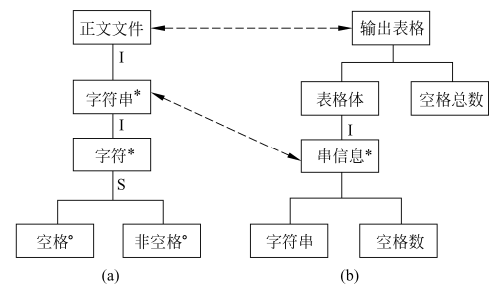 正文文件
输出表格
I
字符串*
表格体
空格总数
I
I
字符*
串信息*
S
空格°
非空格°
字符串
空格数
(a)
(b)